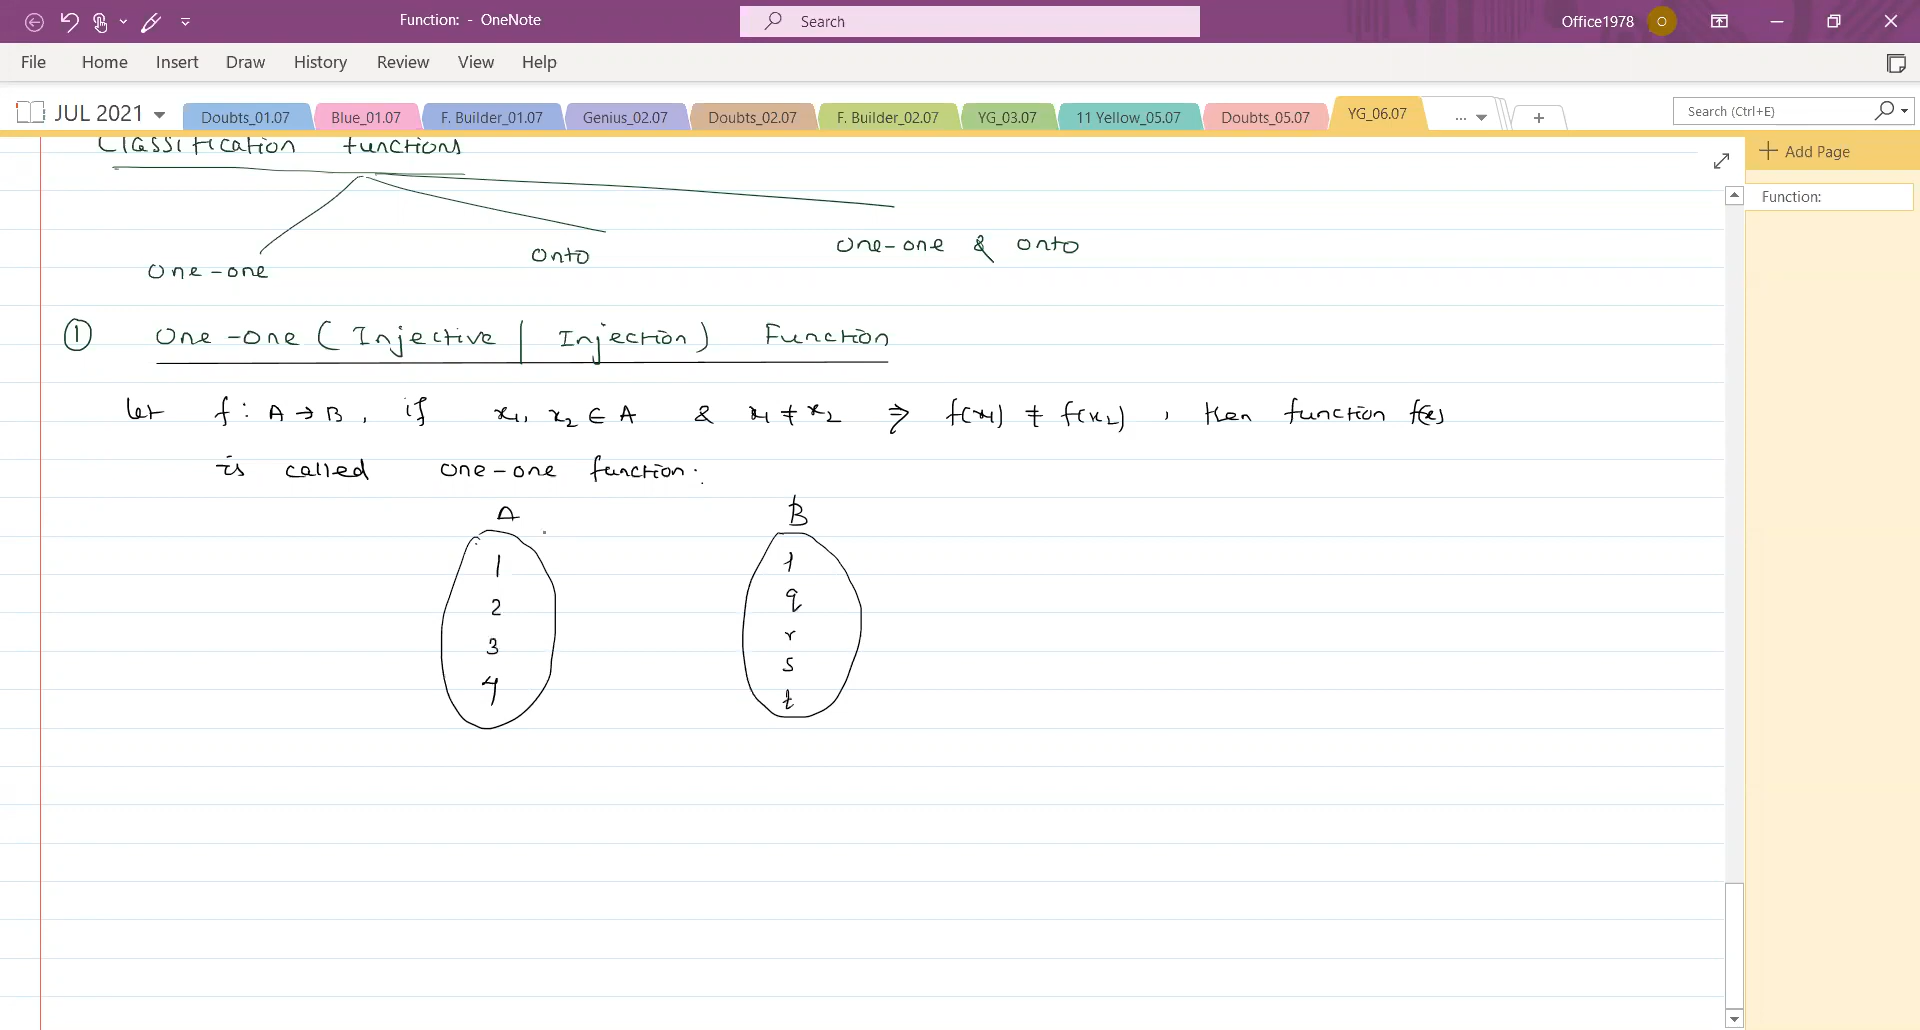 Function: - OneNote
Search
Office1978
O
File Home Insert Draw History Review View Help
JUL 2021
Doubts_01.07 Blue_01.07 F. Builder_01.07 Genius_02.07 Doubts_02.07 F. Builder_02.07 YG_03.07 11 Yellow_05.07 Doubts_05.07 YG_06.07 ... +
Search (Ctrl+E)
Add Page
Function:
Classification functions
One-one Onto One-one & onto
① One-one (Injective | Injection) Function
let f: A → B, if x1, x2 ∈ A & x1 ≠ x2 ⇒ f(x1) ≠ f(x2), then function f(x)
is called one-one function.
A B
1
2
3
4
q
r
s
t